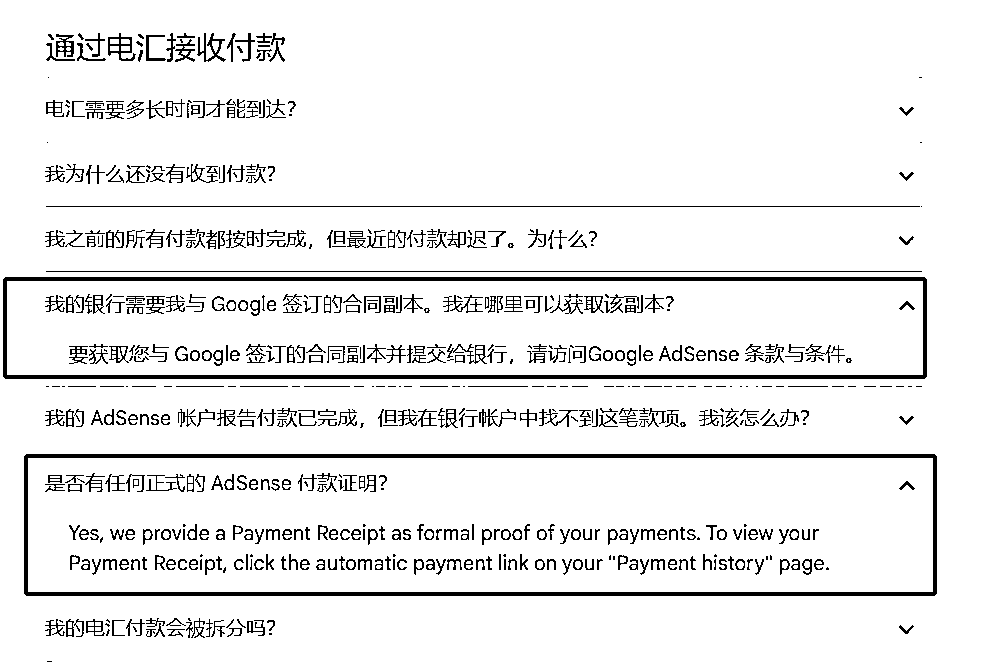 通过电汇接收付款
电汇需要多长时间才能到达？
我为什么还没有收到付款？
我之前的所有付款都按时完成，但最近的付款却迟了。为什么？
我的银行需要我与 Google 签订的合同副本。我在哪里可以获取该副本？
要获取您与 Google 签订的合同副本并提交给银行，请访问Google AdSense 条款与条件。
我的 AdSense 帐户报告付款已完成，但我在银行帐户中找不到这笔款项。我该怎么办？
是否有任何正式的 AdSense 付款证明？
Yes, we provide a Payment Receipt as formal proof of your payments. To view your
Payment Receipt, click the automatic payment link on your "Payment history" page.
我的电汇付款会被拆分吗？